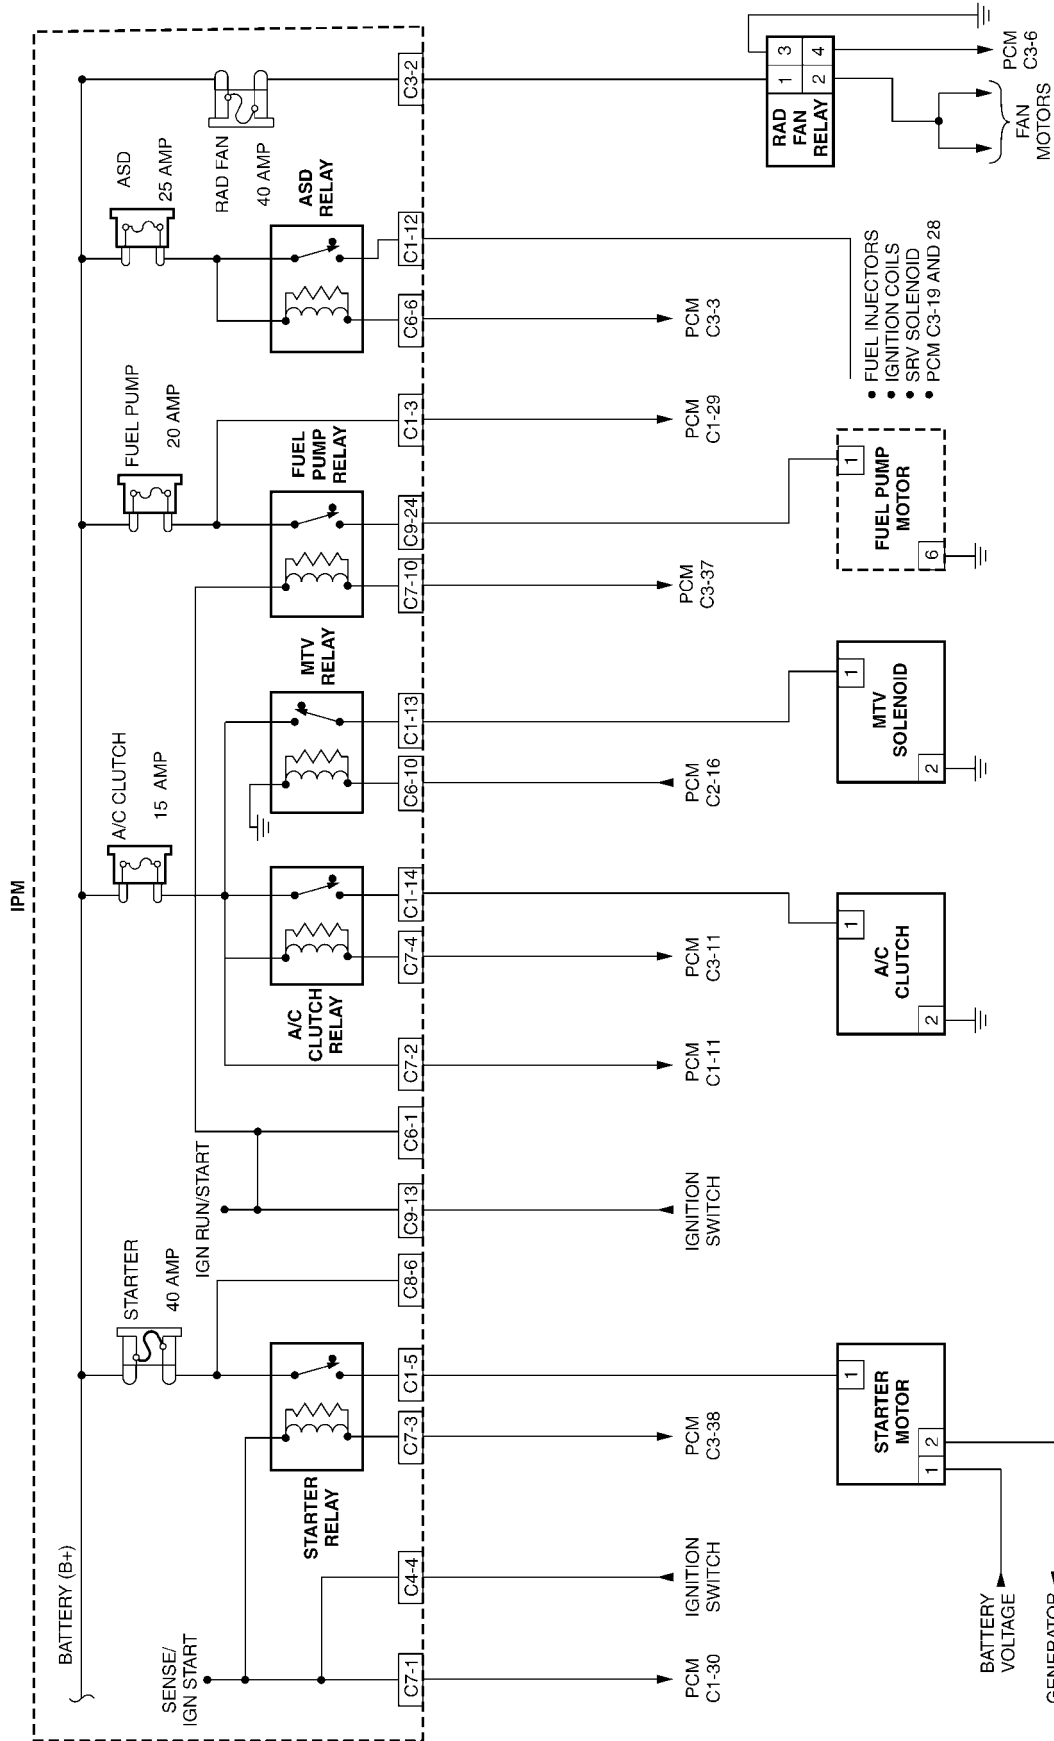 IPM
BATTERY (B+)
SENSE/
IGN START
STARTER
40 AMP
IGN RUN/START
A/C CLUTCH
15 AMP
FUEL PUMP
20 AMP
ASD
25 AMP
RAD FAN
40 AMP
STARTER
RELAY
A/C
CLUTCH
RELAY
MTV
RELAY
FUEL
PUMP
RELAY
ASD
RELAY
C7-1
C4-4
C7-3
C1-5
C8-6
C9-13
C6-1
C7-2
C7-4
C1-14
C6-10
C1-13
C7-10
C9-24
C1-3
C6-6
C1-12
C3-2
PCM
C1-30
IGNITION
SWITCH
PCM
C3-38
IGNITION
SWITCH
PCM
C1-11
PCM
C3-11
PCM
C2-16
PCM
C3-37
PCM
C1-29
PCM
C3-3
STARTER
MOTOR
1
1
2
BATTERY
VOLTAGE
GENERATOR
A/C
CLUTCH
1
2
MTV
SOLENOID
1
2
FUEL PUMP
MOTOR
1
6
• FUEL INJECTORS
• IGNITION COILS
• SRV SOLENOID
• PCM C3-19 AND 28
RAD
FAN
RELAY
1
3
2
4
FAN
MOTORS
PCM
C3-6